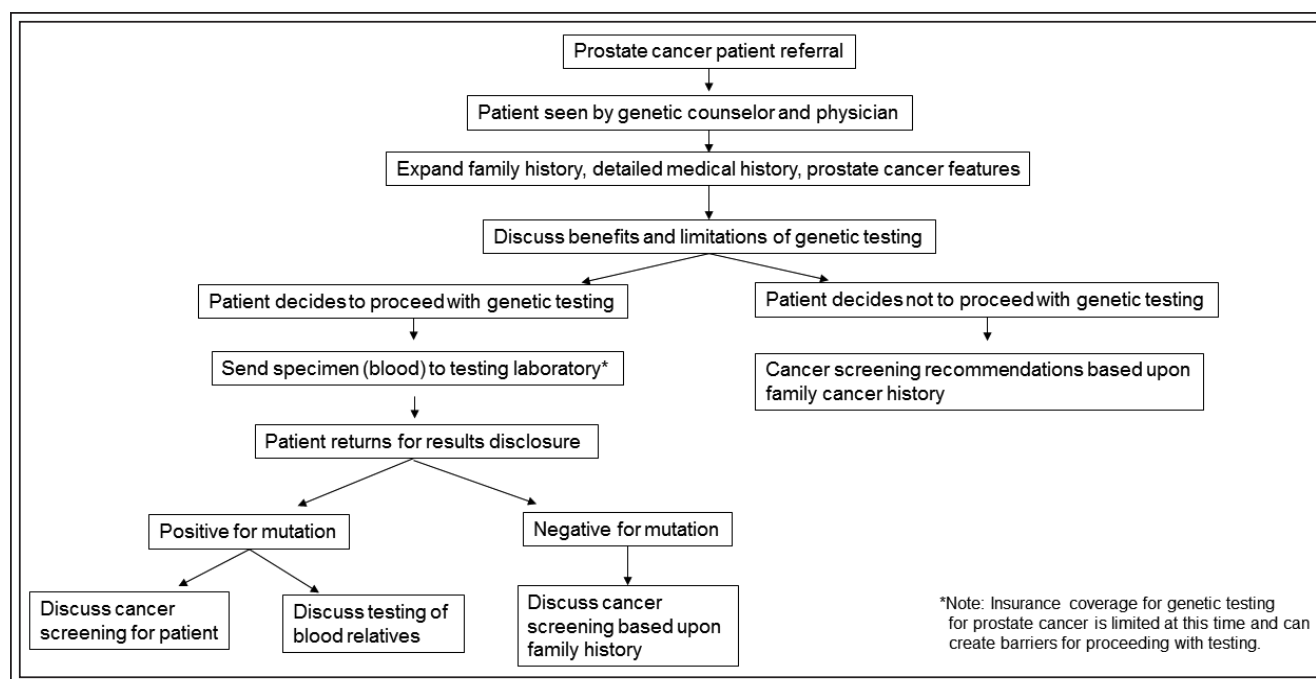 Prostate cancer patient referral
Patient seen by genetic counselor and physician
Expand family history, detailed medical history, prostate cancer features
Discuss benefits and limitations of genetic testing
Patient decides to proceed with genetic testing
Patient decides not to proceed with genetic testing
Send specimen (blood) to testing laboratory*
Cancer screening recommendations based upon
family cancer history
Patient returns for results disclosure
Positive for mutation
Negative for mutation
Discuss cancer
screening for patient
Discuss testing of
blood relatives
Discuss cancer
screening based upon
family history
*Note: Insurance coverage for genetic testing
for prostate cancer is limited at this time and can
create barriers for proceeding with testing.